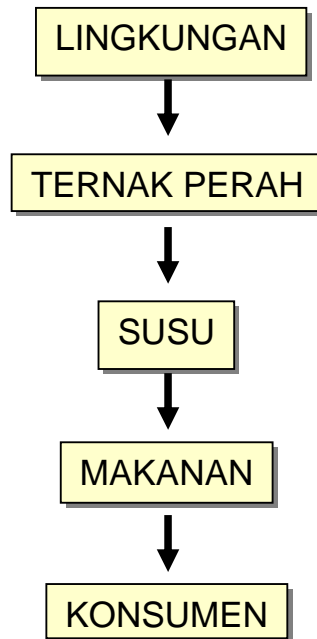 LINGKUNGAN
TERNAK PERAH
SUSU
MAKANAN
KONSUMEN